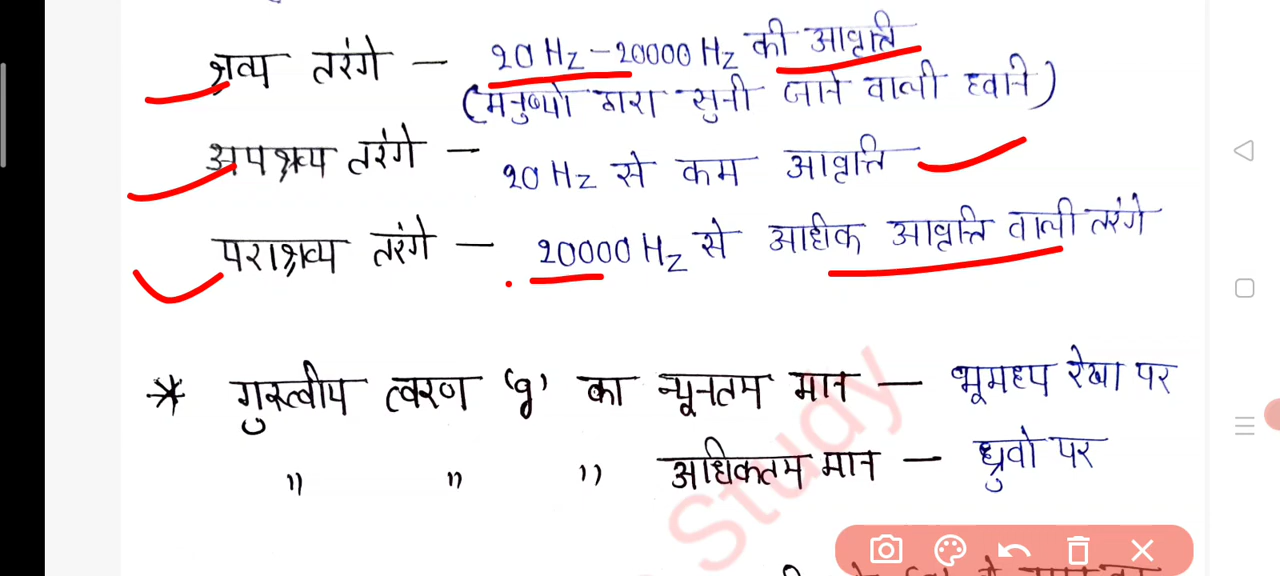 श्रव्य तरंगे — 20 Hz – 20000 Hz की आवृत्ति
(मनुष्यो द्वारा सुनी जाने वाली ध्वनि)
अपश्रव्य तरंगे — 20 Hz से कम आवृत्ति
पराश्रव्य तरंगे — 20000 Hz से अधिक आवृत्ति वाली तरंगे
* गुरुत्वीय त्वरण 'g' का न्यूनतम मान — भूमध्य रेखा पर
" " " अधिकतम मान — ध्रुवो पर
Study